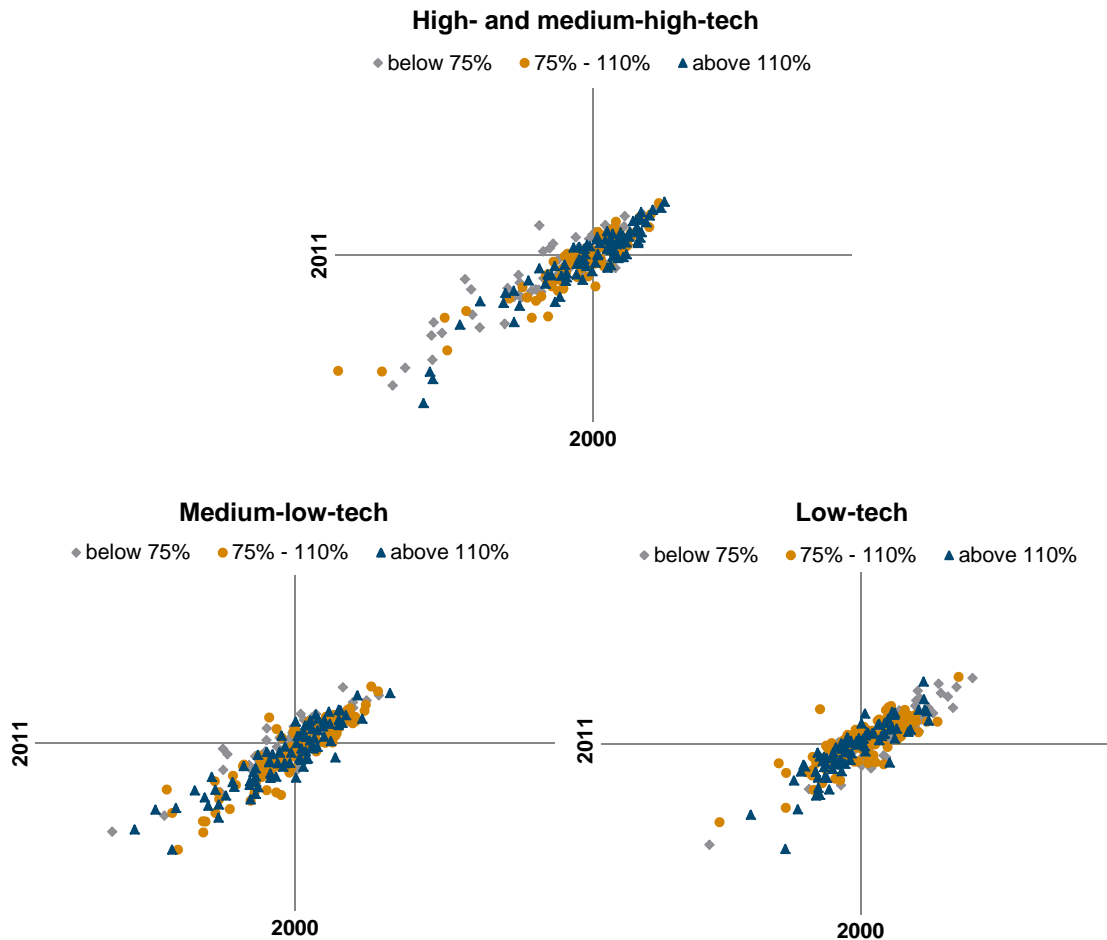 High- and medium-high-tech
below 75% 75% - 110% above 110%
2011
2000
Medium-low-tech
below 75% 75% - 110% above 110%
2011
2000
Low-tech
below 75% 75% - 110% above 110%
2011
2000